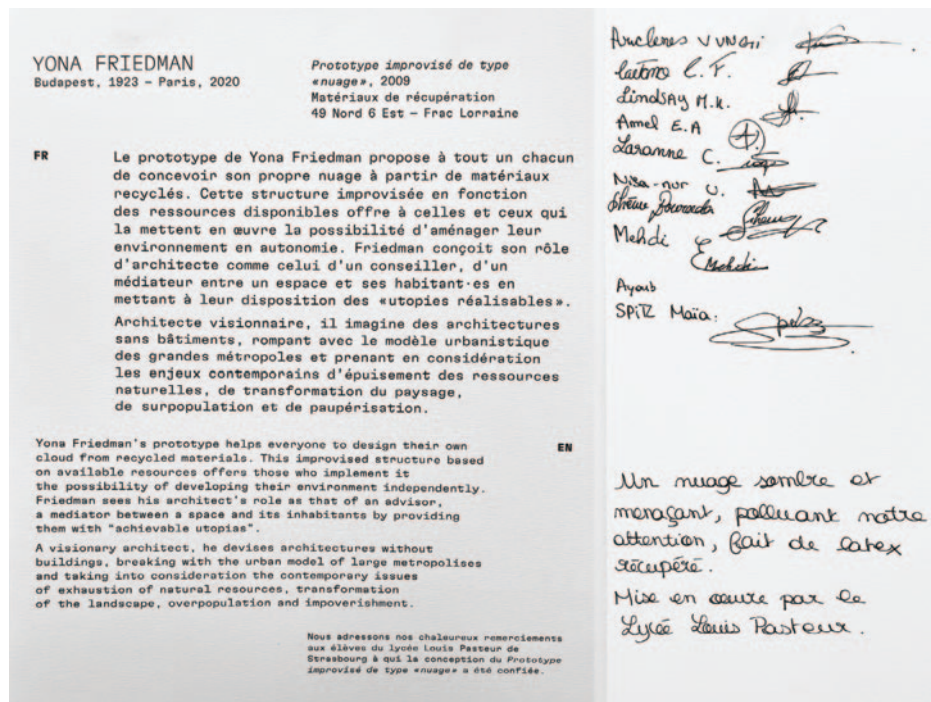 YONA FRIEDMAN
Budapest, 1923 – Paris, 2020
Prototype improvisé de type
«nuage», 2009
Matériaux de récupération
49 Nord 6 Est – Frac Lorraine
FR
Le prototype de Yona Friedman propose à tout un chacun
de concevoir son propre nuage à partir de matériaux
recyclés. Cette structure improvisée en fonction
des ressources disponibles offre à celles et ceux qui
la mettent en œuvre la possibilité d'aménager leur
environnement en autonomie. Friedman conçoit son rôle
d'architecte comme celui d'un conseiller, d'un
médiateur entre un espace et ses habitant·es en
mettant à leur disposition des «utopies réalisables».
Architecte visionnaire, il imagine des architectures
sans bâtiments, rompant avec le modèle urbanistique
des grandes métropoles et prenant en considération
les enjeux contemporains d'épuisement des ressources
naturelles, de transformation du paysage,
de surpopulation et de paupérisation.
EN
Yona Friedman's prototype helps everyone to design their own
cloud from recycled materials. This improvised structure based
on available resources offers those who implement it
the possibility of developing their environment independently.
Friedman sees his architect's role as that of an advisor,
a mediator between a space and its inhabitants by providing
them with "achievable utopias".
A visionary architect, he devises architectures without
buildings, breaking with the urban model of large metropolises
and taking into consideration the contemporary issues
of exhaustion of natural resources, transformation
of the landscape, overpopulation and impoverishment.
Nous adressons nos chaleureux remerciements
aux élèves du lycée Louis Pasteur de
Strasbourg à qui la conception du Prototype
improvisé de type «nuage» a été confiée.
C. F.
Lindsay M.K.
Armel E.A
Laranne C.
Nisa-nur U.
Mehdi E
Mehdi
Ayoub
SPITZ Maïa.
Spitz
Un nuage sombre et
menaçant, polluant notre
attention, fait de latex
récupéré.
Mise en œuvre par le
Lycée Louis Pasteur.